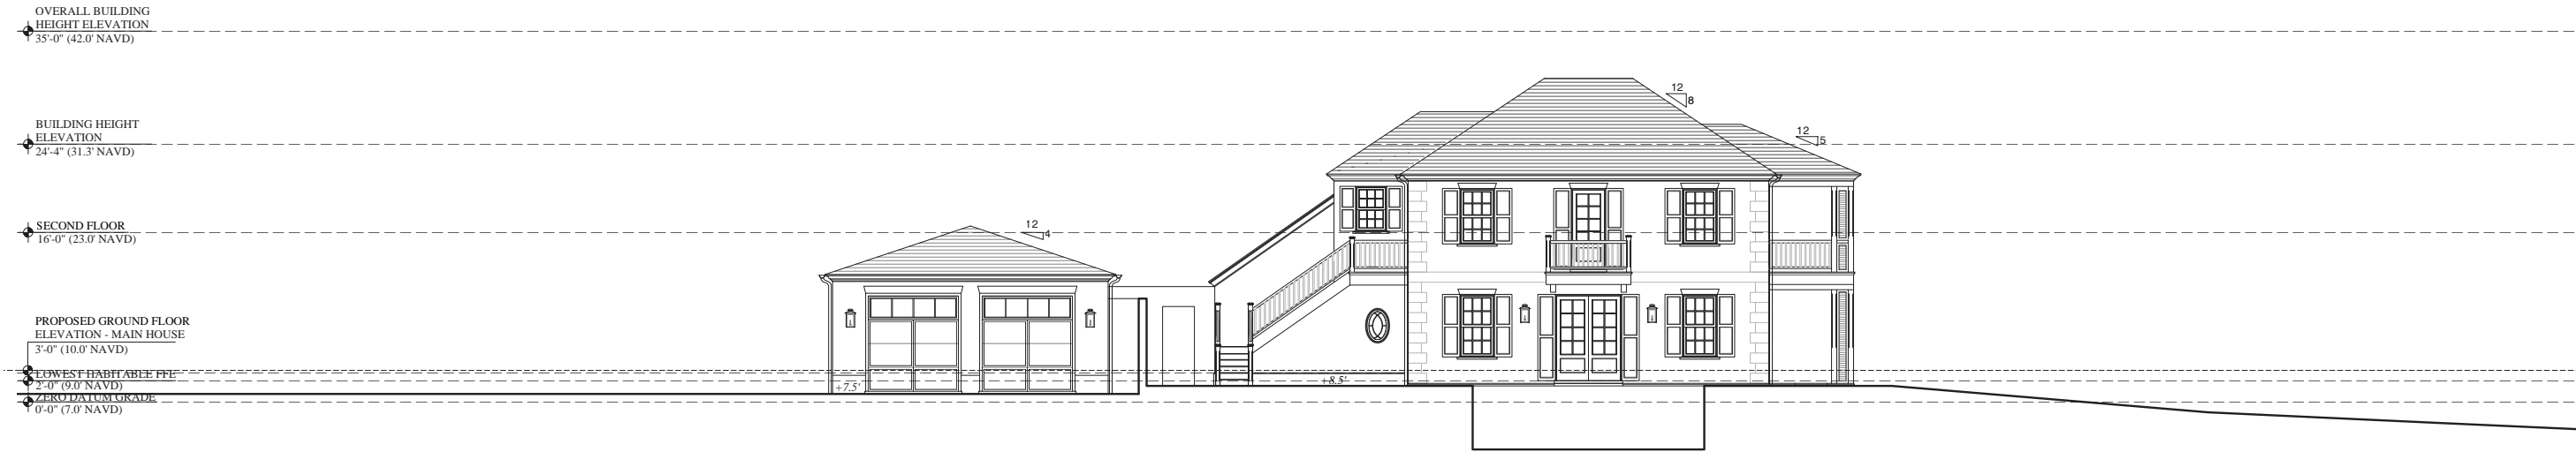 OVERALL BUILDING
HEIGHT ELEVATION
35'-0" (42.0' NAVD)
12
8
BUILDING HEIGHT
ELEVATION
24'-4" (31.3' NAVD)
12
5
SECOND FLOOR
16'-0" (23.0' NAVD)
12
4
PROPOSED GROUND FLOOR
ELEVATION - MAIN HOUSE
3'-0" (10.0' NAVD)
LOWEST HABITABLE FFE
2'-0" (9.0' NAVD)
+7.5'
+8.5'
ZERO DATUM GRADE
0'-0" (7.0' NAVD)